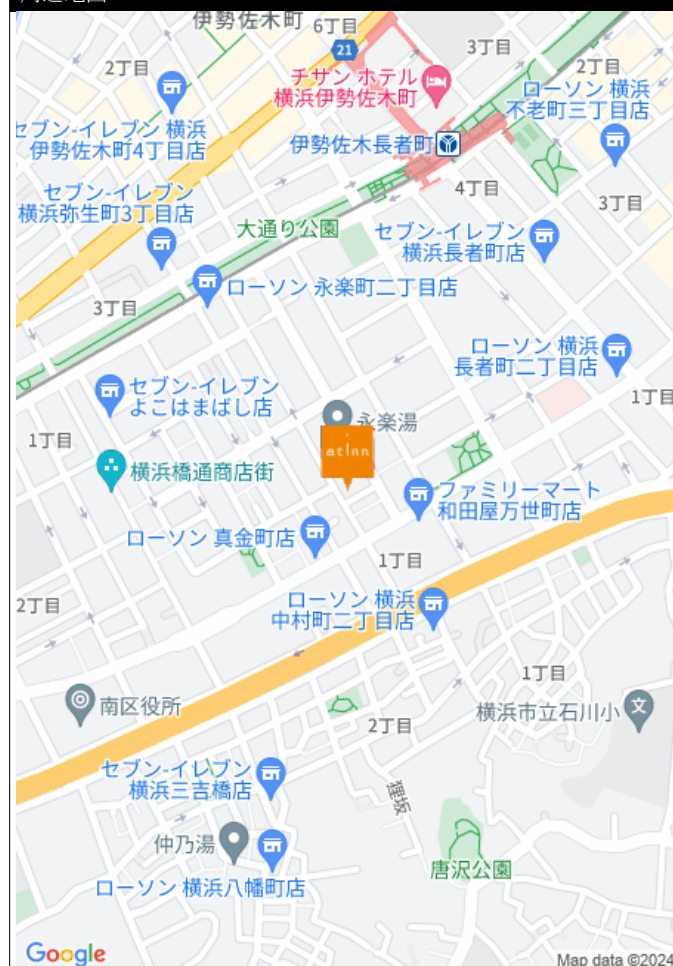 周辺地図
伊勢佐木町
6丁目
21
3丁目
2丁目
チサン ホテル
横浜伊勢佐木町
2丁目
ローソン 横浜
不老町三丁目店
セブン-イレブン 横浜
伊勢佐木町4丁目店
伊勢佐木長者町
セブン-イレブン
横浜弥生町3丁目店
4丁目
3丁目
大通り公園
セブン-イレブン
横浜長者町店
ローソン 永楽町二丁目店
3丁目
ローソン 横浜
長者町二丁目店
セブン-イレブン
よこはまばし店
1丁目
永楽湯
1丁目
atInn
横浜橋通商店街
ファミリーマート
和田屋万世町店
ローソン 真金町店
1丁目
2丁目
ローソン 横浜
中村町二丁目店
1丁目
南区役所
横浜市立石川小
文
2丁目
セブン-イレブン
横浜三吉橋店
狸坂
仲乃湯
唐沢公園
ローソン 横浜八幡町店
Google
Map data ©2024